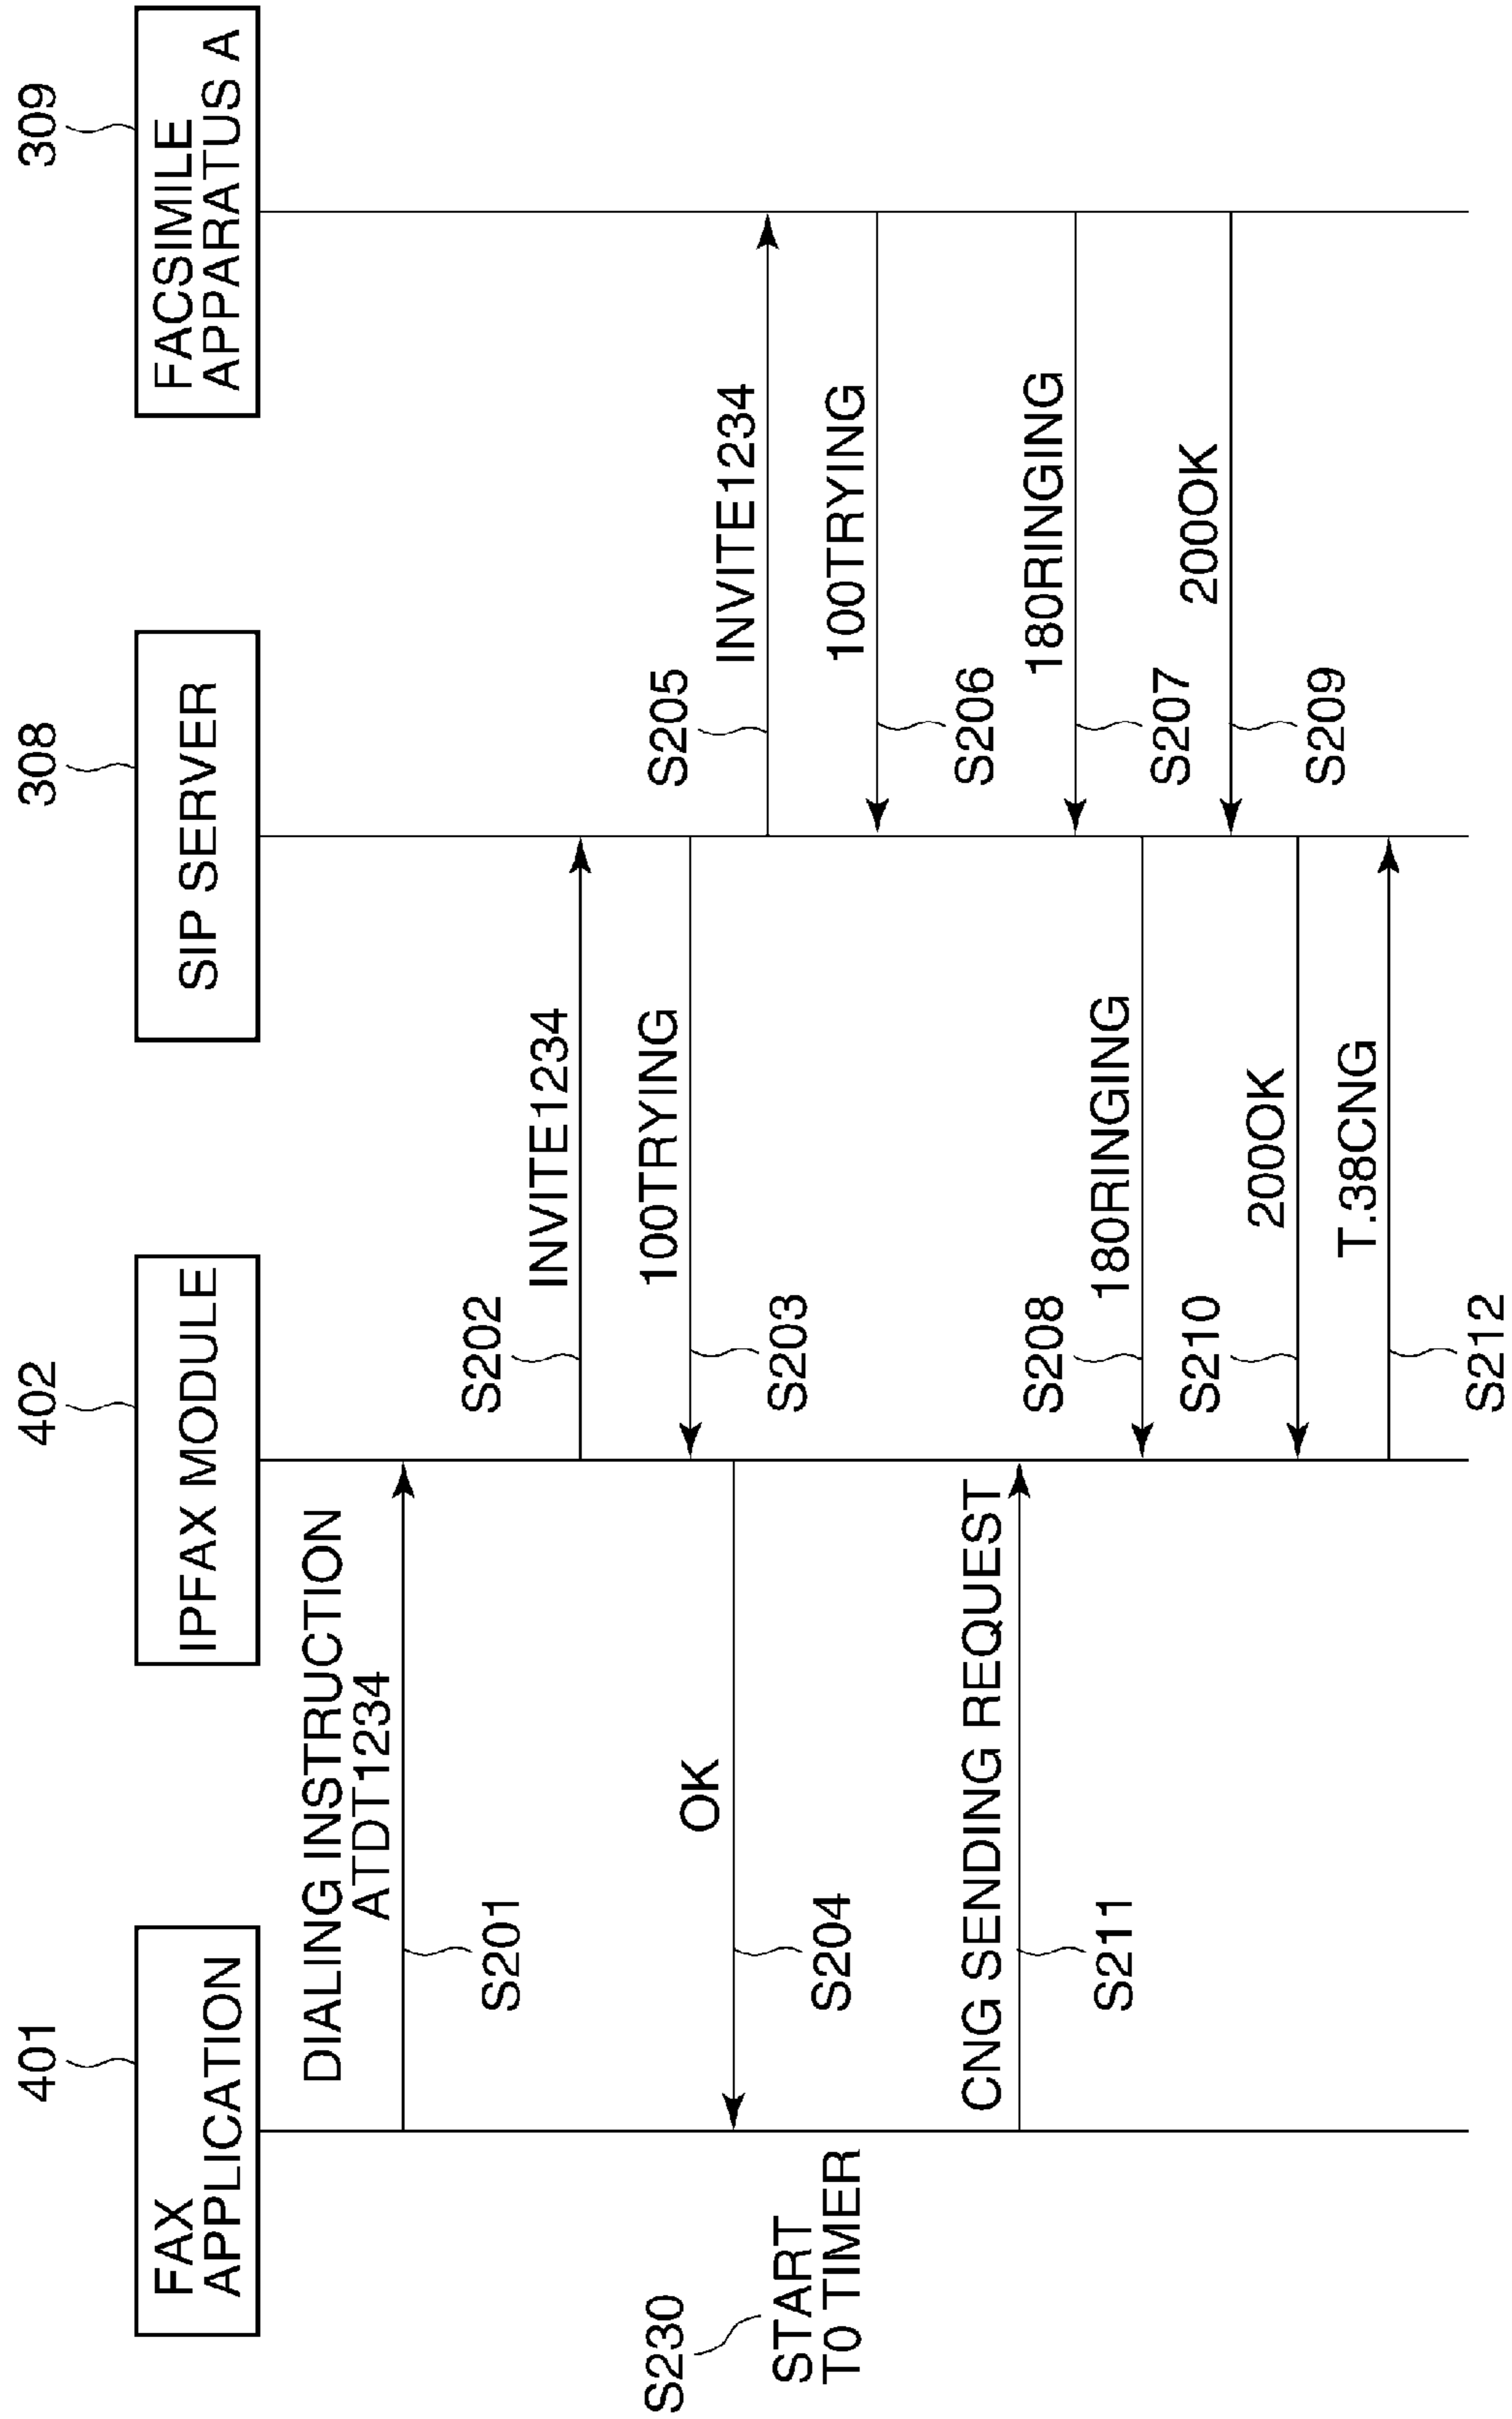 401
402
308
309
FAX
APPLICATION
IPFAX MODULE
SIP SERVER
FACSIMILE
APPARATUS A
DIALING INSTRUCTION
ATDT1234
S201
S202
INVITE1234
100TRYING
S203
OK
S204
S230
START
T0 TIMER
S205
INVITE1234
100TRYING
S206
CNG SENDING REQUEST
S211
180RINGING
S207
S208
180RINGING
200OK
S209
S210
200OK
T.38CNG
S212